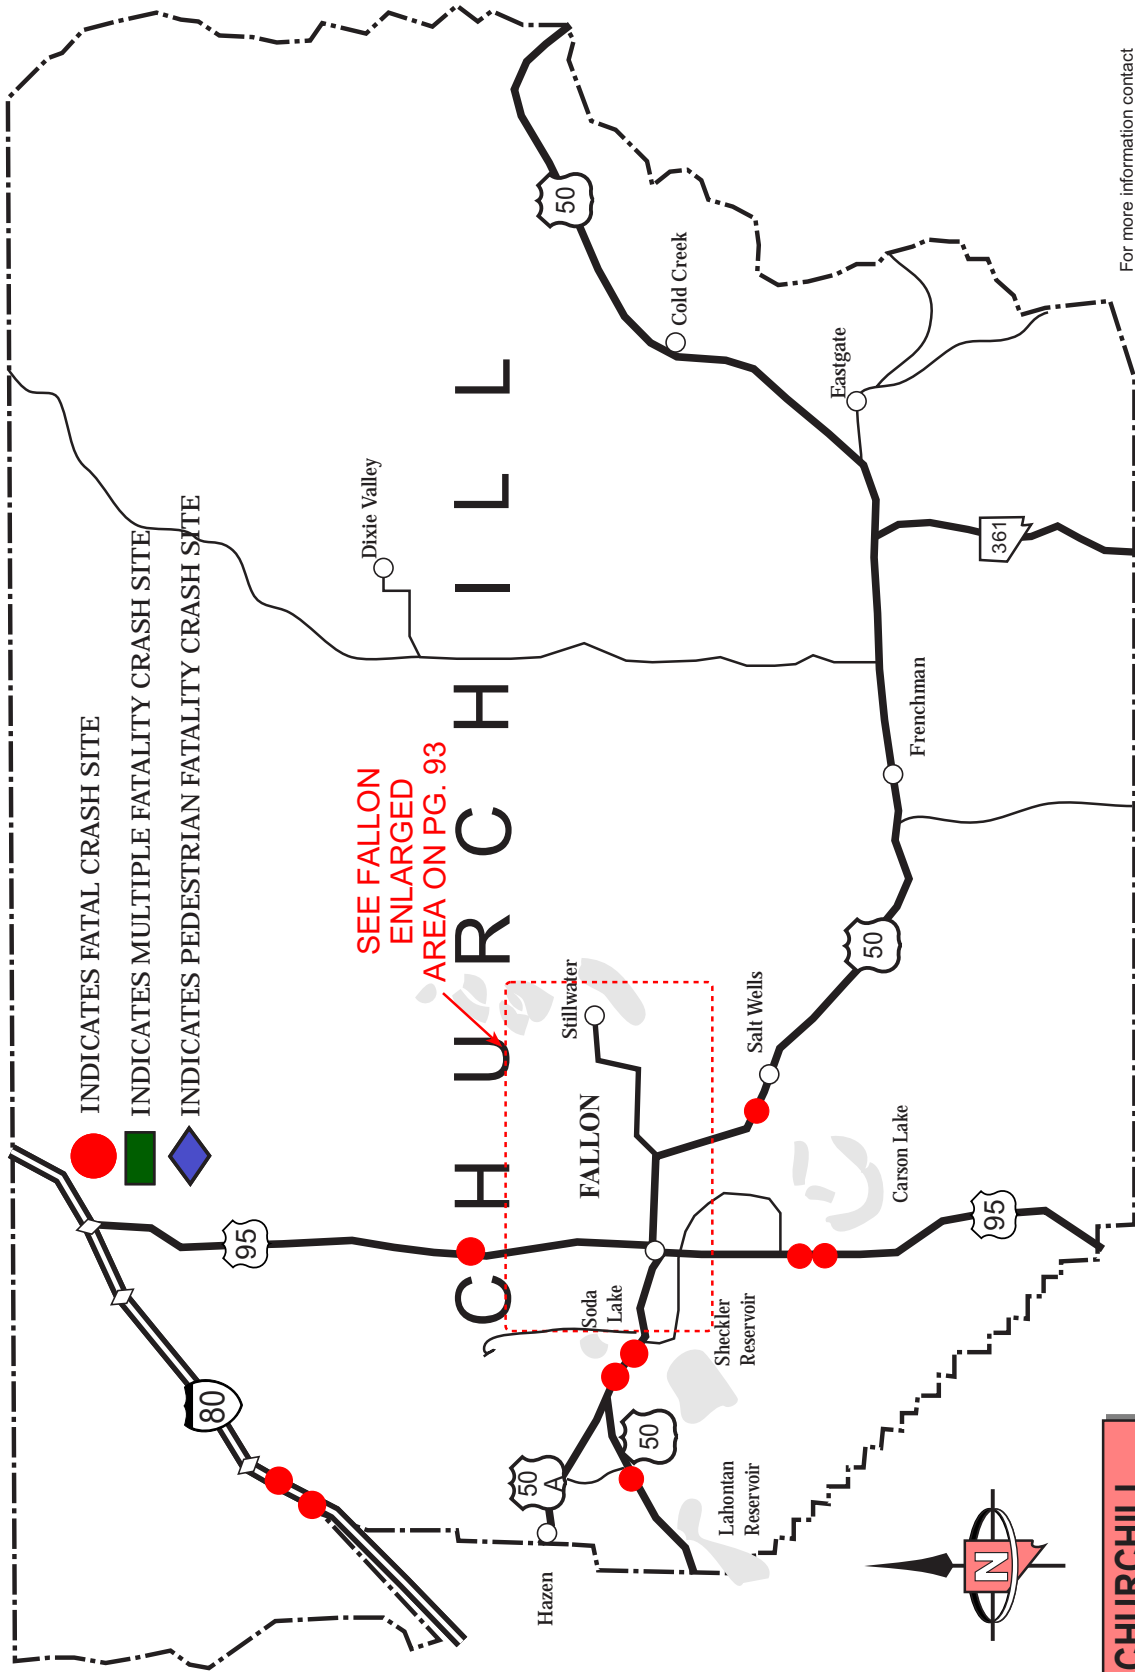 INDICATES FATAL CRASH SITE
INDICATES MULTIPLE FATALITY CRASH SITE
INDICATES PEDESTRIAN FATALITY CRASH SITE
SEE FALLON
ENLARGED
AREA ON PG. 93
CHURCHILL
80
95
50
A
50
50
50
95
361
Hazen
Soda
Lake
Lahontan
Reservoir
Sheckler
Reservoir
FALLON
Stillwater
Salt Wells
Carson Lake
Dixie Valley
Frenchman
Eastgate
Cold Creek
N
CHURCHILL
For more information contact